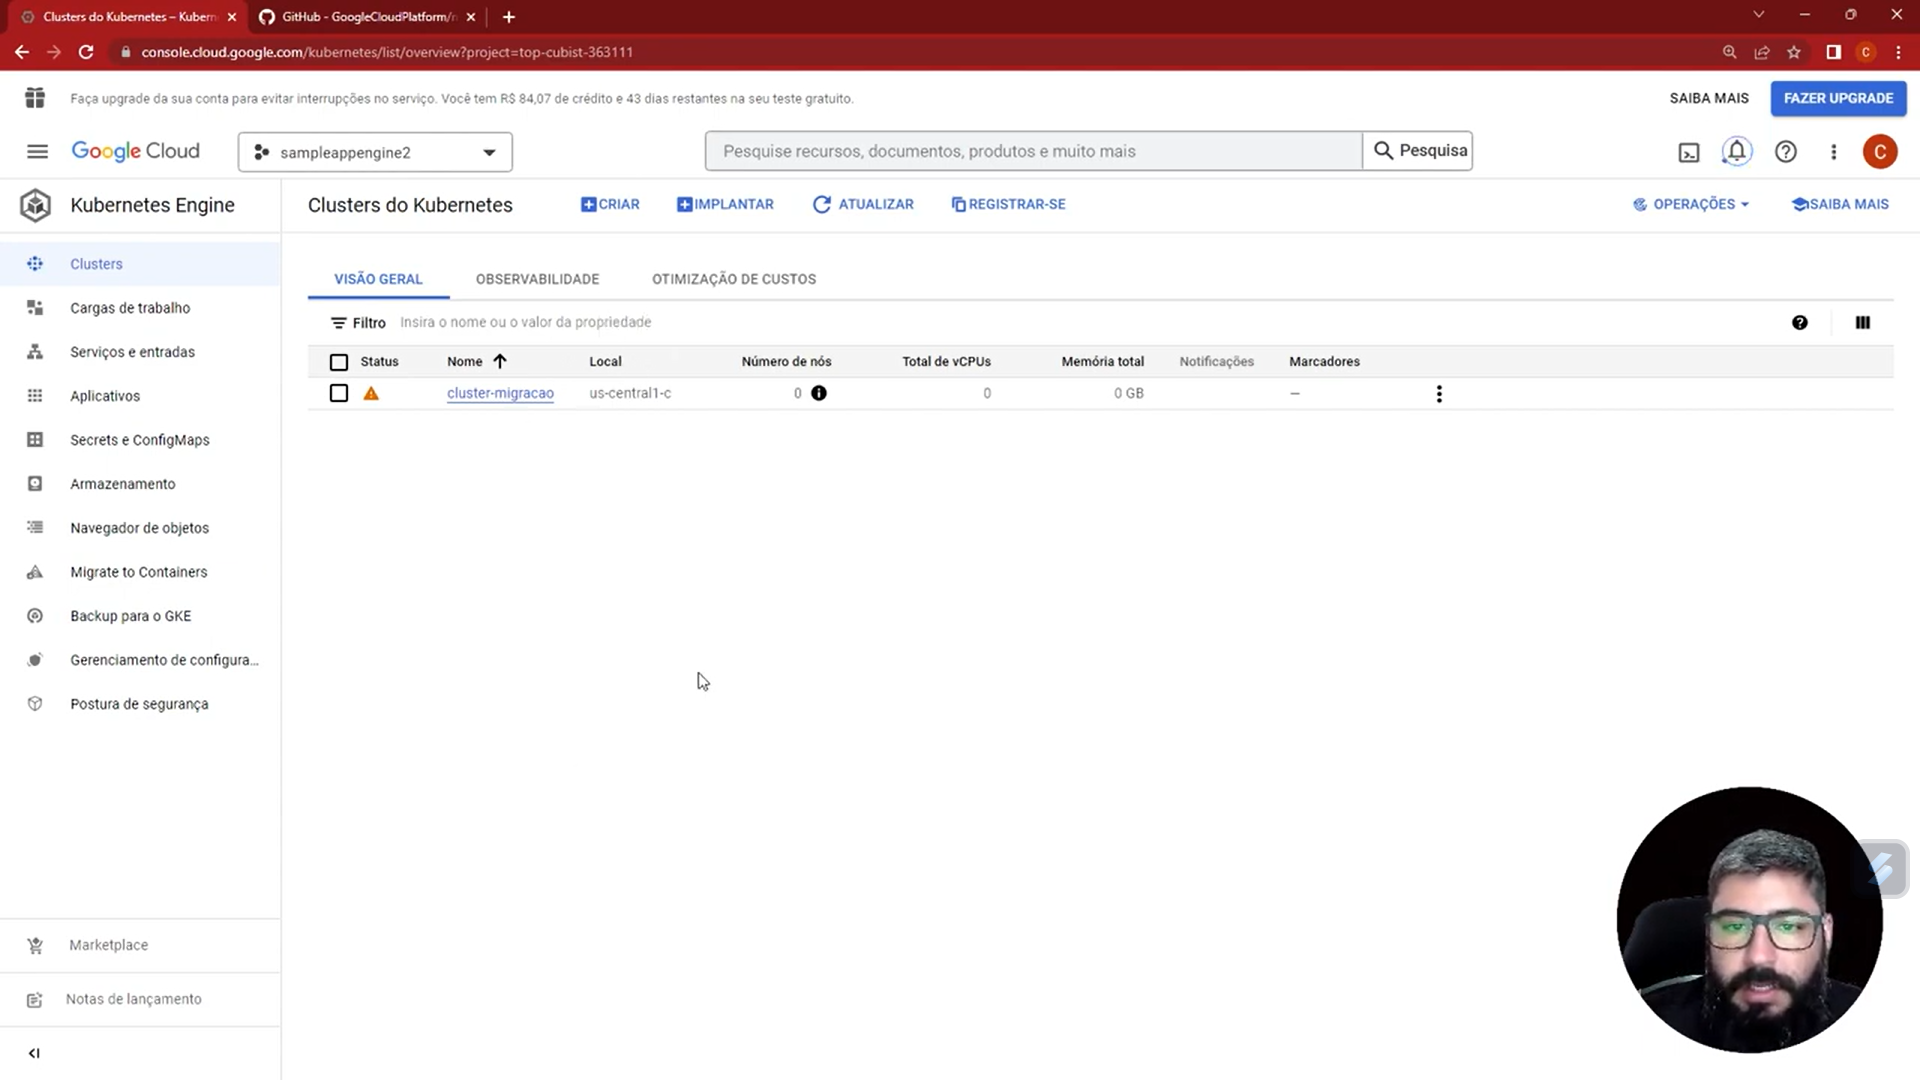 Clusters do Kubernetes – Kubern
GitHub - GoogleCloudPlatform/
console.cloud.google.com/kubernetes/list/overview?project=top-cubist-363111
C
Faça upgrade da sua conta para evitar interrupções no serviço. Você tem R$ 84,07 de crédito e 43 dias restantes na seu teste gratuito.
SAIBA MAIS
FAZER UPGRADE
Google Cloud
sampleappengine2
Pesquise recursos, documentos, produtos e muito mais
Pesquisa
C
Kubernetes Engine
Clusters do Kubernetes
CRIAR
IMPLANTAR
ATUALIZAR
REGISTRAR-SE
OPERAÇÕES
SAIBA MAIS
Clusters
Cargas de trabalho
Serviços e entradas
Aplicativos
Secrets e ConfigMaps
Armazenamento
Navegador de objetos
Migrate to Containers
Backup para o GKE
Gerenciamento de configura...
Postura de segurança
Marketplace
Notas de lançamento
VISÃO GERAL
OBSERVABILIDADE
OTIMIZAÇÃO DE CUSTOS
Filtro Insira o nome ou o valor da propriedade
Status Nome Local Número de nós Total de vCPUs Memória total Notificações Marcadores
cluster-migracao us-central1-c 0 0 0 GB —